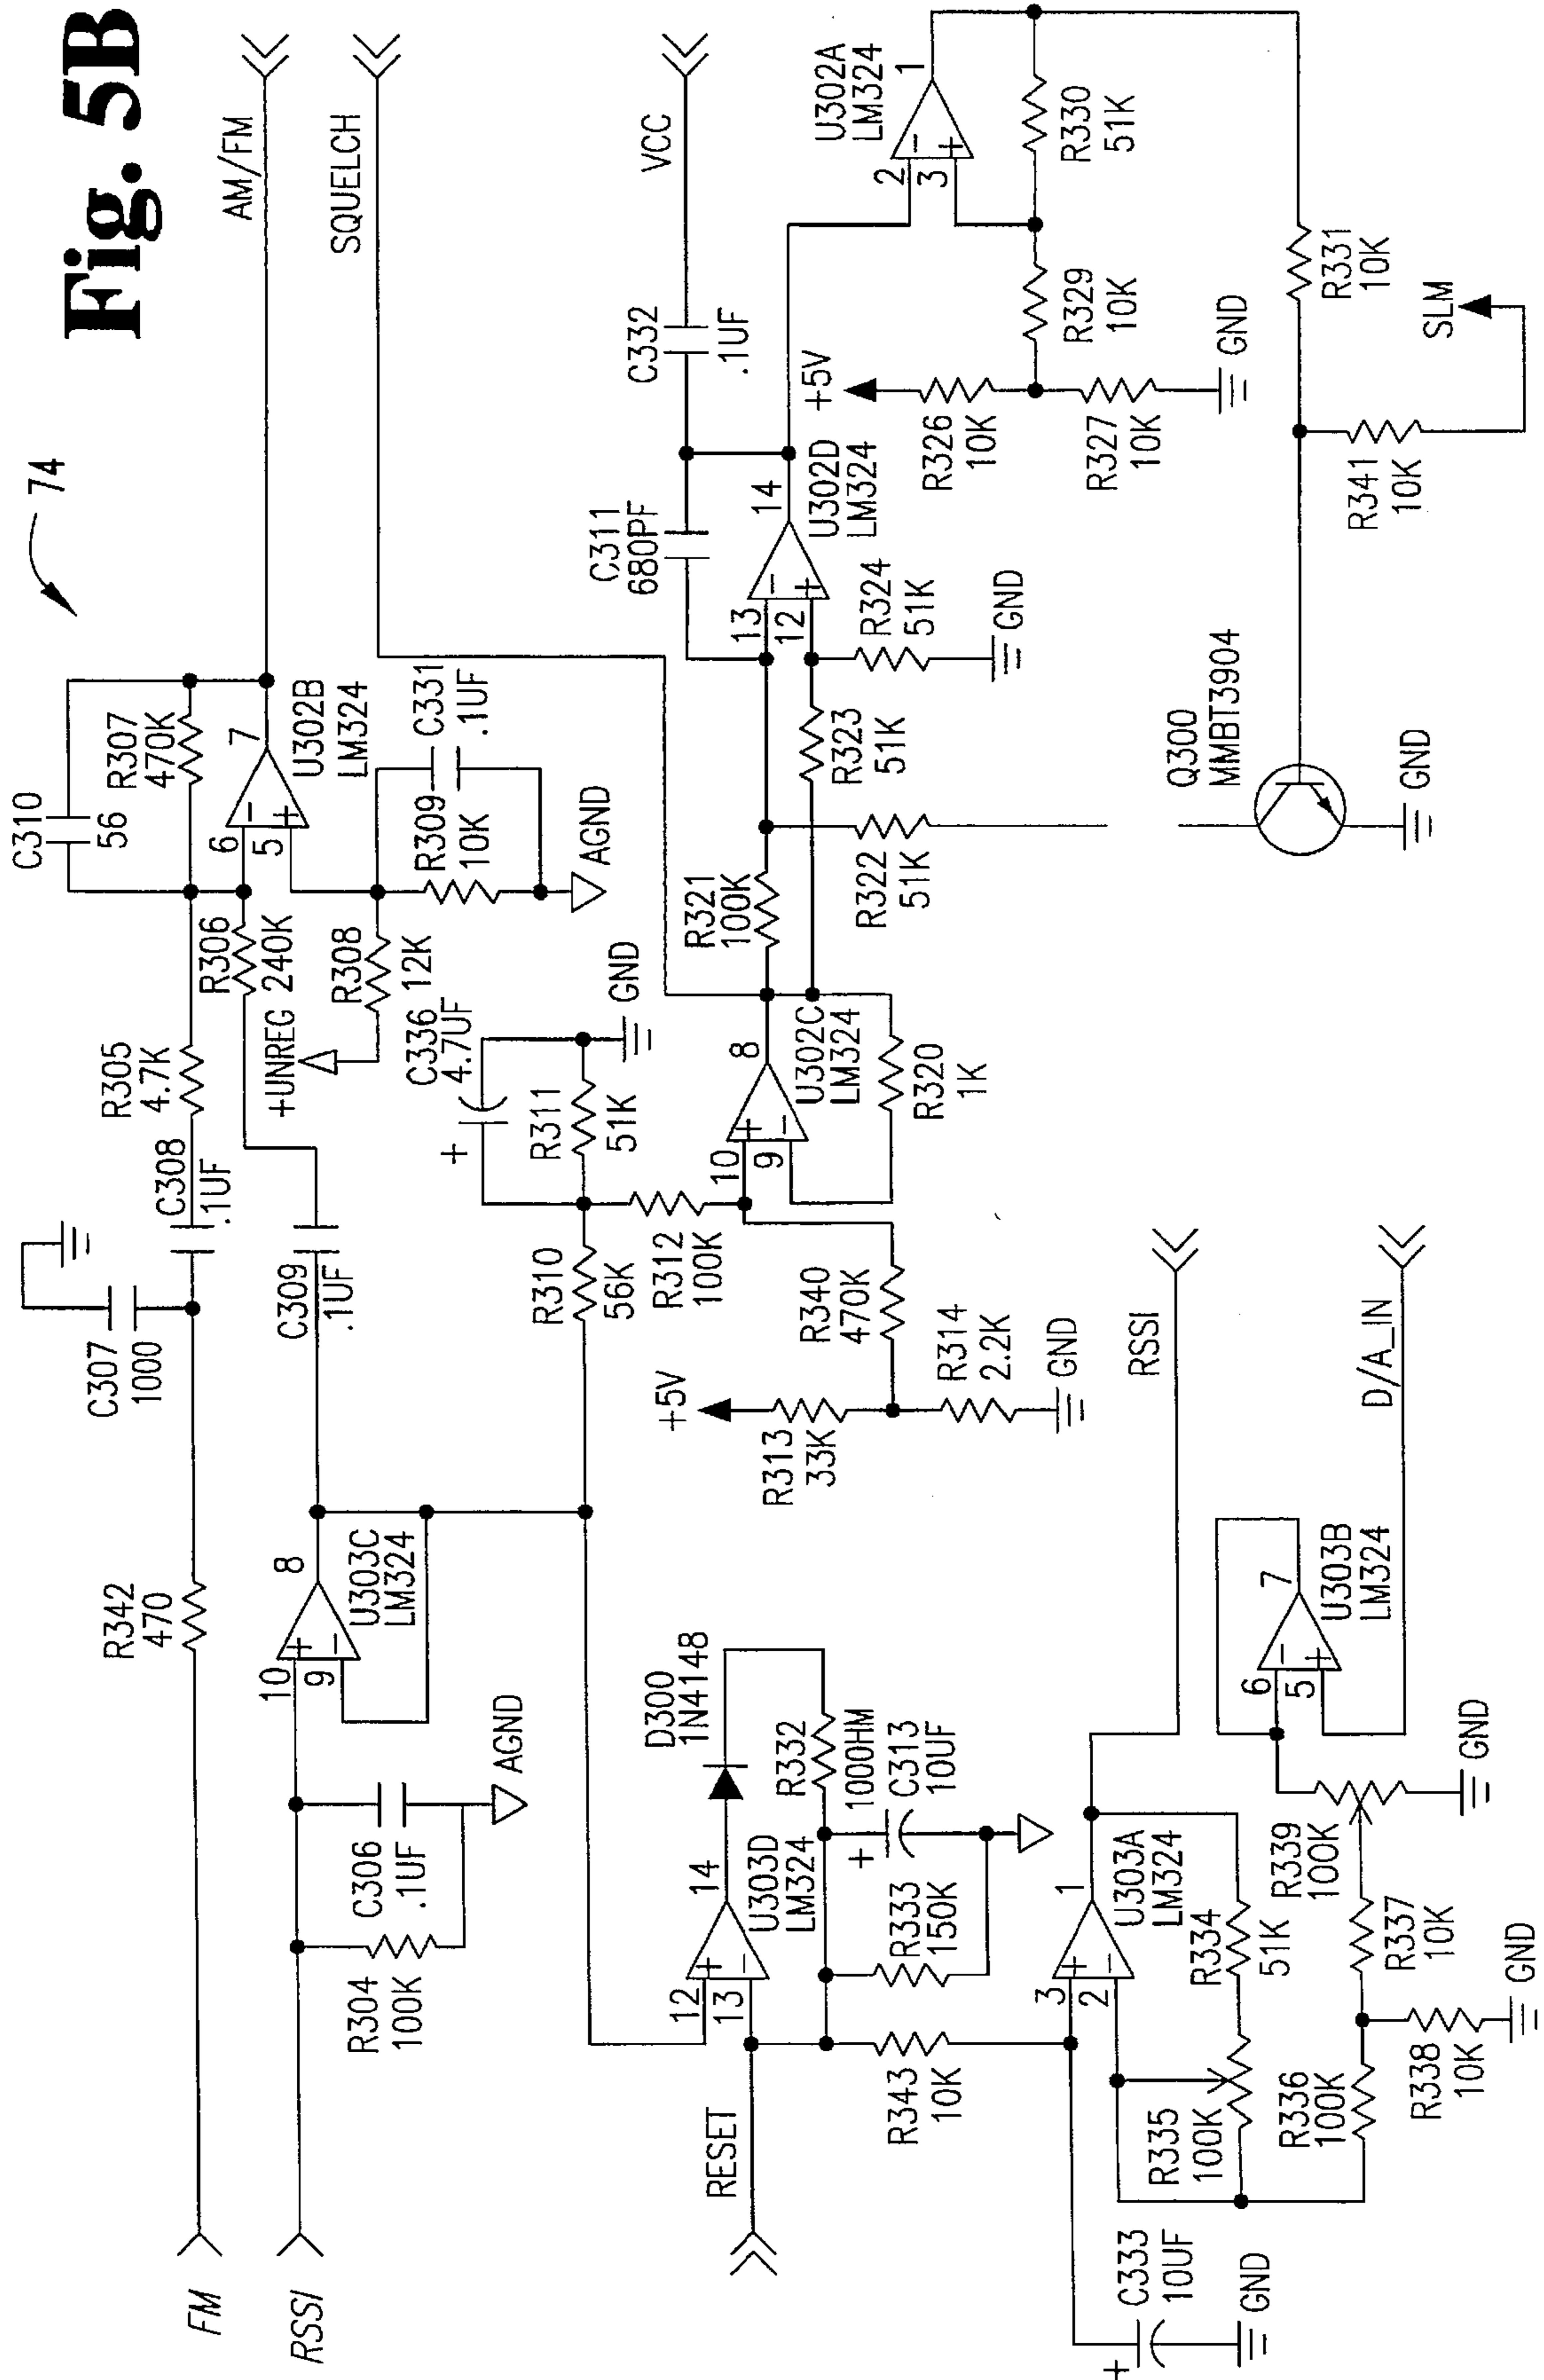 Fig. 5B
74
FM
RSSI
R342
470
C307
1000
C308
.1UF
R305
4.7K
C310
56
R307
470K
AM/FM
SQUELCH
R306
240K
6
5
7
U302B
LM324
R308
12K
+UNREG
R309
10K
C331
.1UF
AGND
R304
100K
C306
.1UF
AGND
10
9
8
U303C
LM324
C309
.1UF
R310
56K
R311
51K
C336
4.7UF
+
GND
R312
100K
R340
470K
+5V
R313
33K
R314
2.2K
GND
10
9
8
U302C
LM324
R320
1K
R321
100K
R322
51K
R323
51K
R324
51K
GND
13
12
14
U302D
LM324
C311
680PF
C332
.1UF
VCC
+5V
R326
10K
R327
10K
GND
R329
10K
R330
51K
2
3
1
U302A
LM324
R331
10K
R341
10K
SLM
Q300
MMBT3904
GND
RESET
12
13
14
U303D
LM324
D300
1N4148
R332
100OHM
C313
10UF
+
R333
150K
R343
10K
C333
10UF
+
GND
3
2
1
U303A
LM324
R334
51K
R335
100K
R336
100K
R337
10K
R338
10K
GND
R339
100K
GND
6
5
7
U303B
LM324
RSSI
D/A_IN